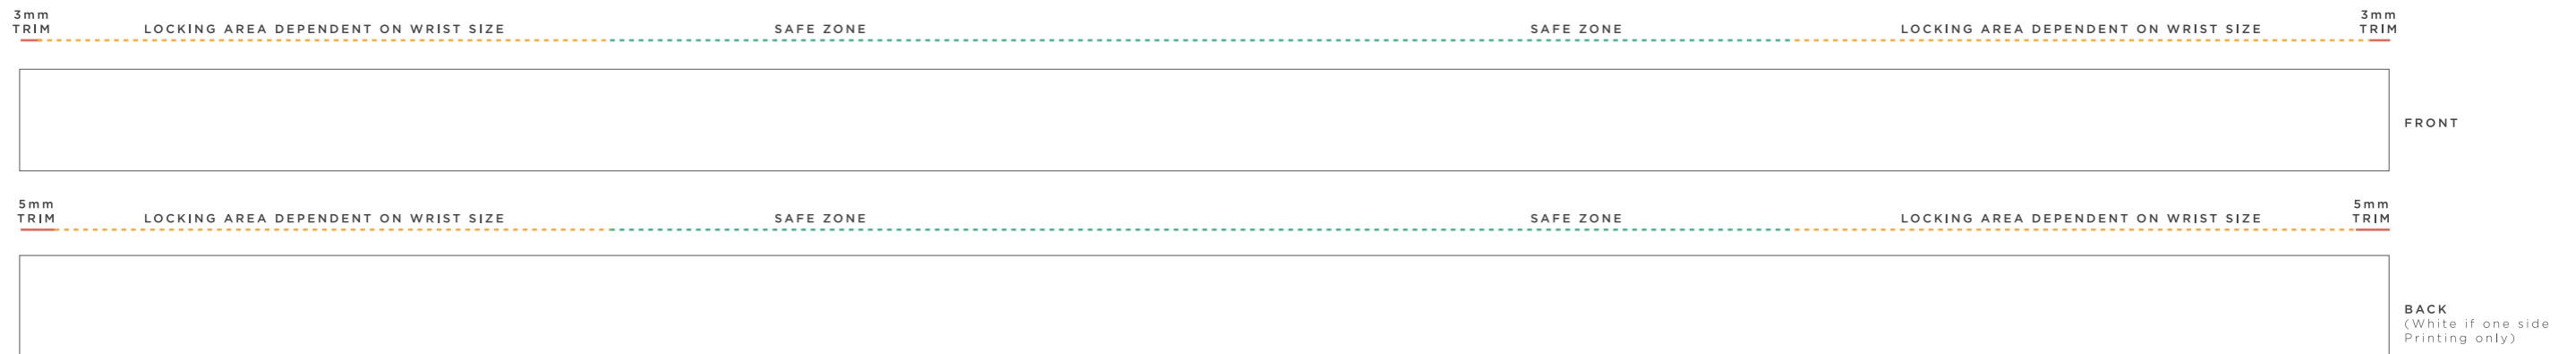 3mm
TRIM
LOCKING AREA DEPENDENT ON WRIST SIZE
SAFE ZONE
SAFE ZONE
LOCKING AREA DEPENDENT ON WRIST SIZE
3mm
TRIM
FRONT
5mm
TRIM
LOCKING AREA DEPENDENT ON WRIST SIZE
SAFE ZONE
SAFE ZONE
LOCKING AREA DEPENDENT ON WRIST SIZE
5mm
TRIM
BACK
(White if one side
Printing only)